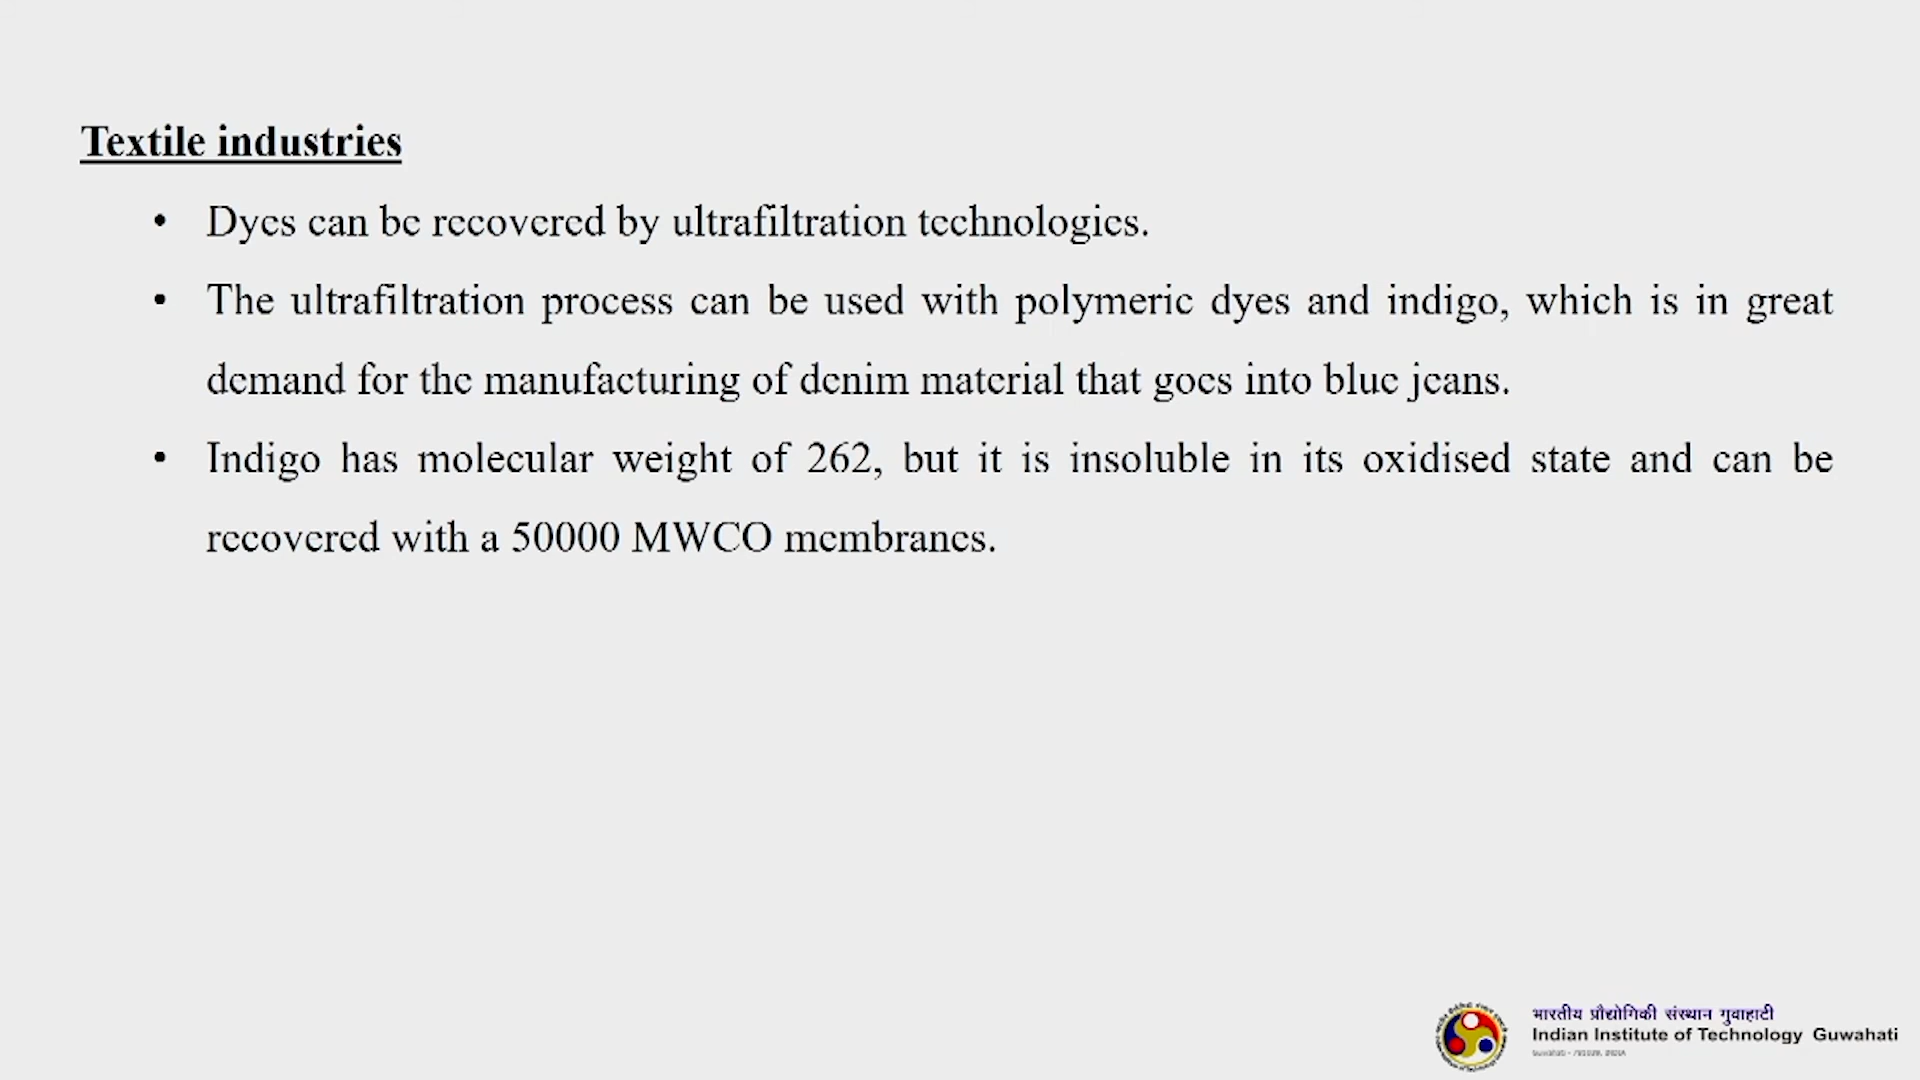 Textile industries
• Dyes can be recovered by ultrafiltration technologies.
• The ultrafiltration process can be used with polymeric dyes and indigo, which is in great
demand for the manufacturing of denim material that goes into blue jeans.
• Indigo has molecular weight of 262, but it is insoluble in its oxidised state and can be
recovered with a 50000 MWCO membranes.
भारतीय प्रौद्योगिकी संस्थान गुवाहाटी
Indian Institute of Technology Guwahati